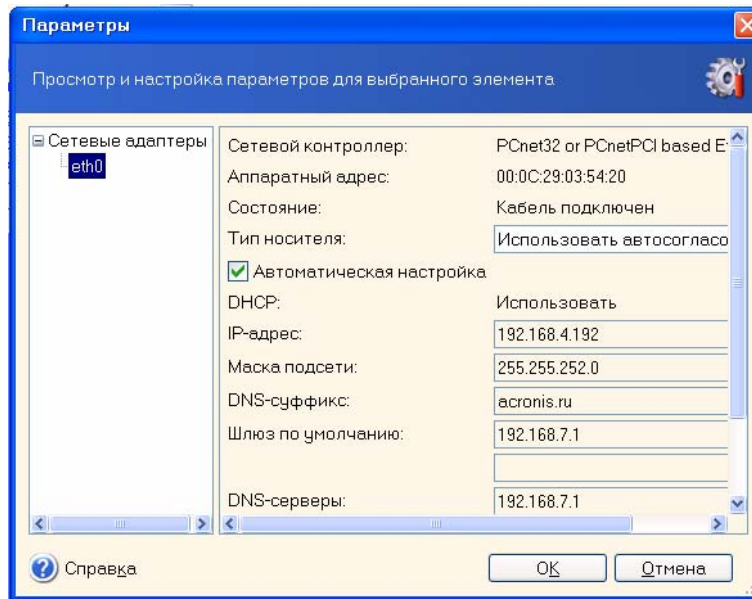 Параметры
Просмотр и настройка параметров для выбранного элемента
Сетевые адаптеры
eth0
Сетевой контроллер: PCnet32 or PCnetPCI based E
Аппаратный адрес: 00:0C:29:03:54:20
Состояние: Кабель подключен
Тип носителя: Использовать автосогласо
Автоматическая настройка
DHCP: Использовать
IP-адрес: 192.168.4.192
Маска подсети: 255.255.252.0
DNS-суффикс: acronis.ru
Шлюз по умолчанию: 192.168.7.1
DNS-серверы: 192.168.7.1
Справка
OK
Отмена